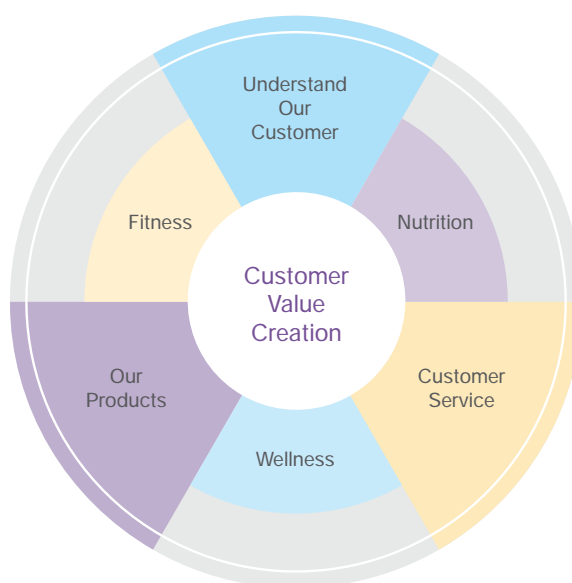 Understand
Our
Customer
Fitness
Nutrition
Customer
Value
Creation
Our
Products
Customer
Service
Wellness